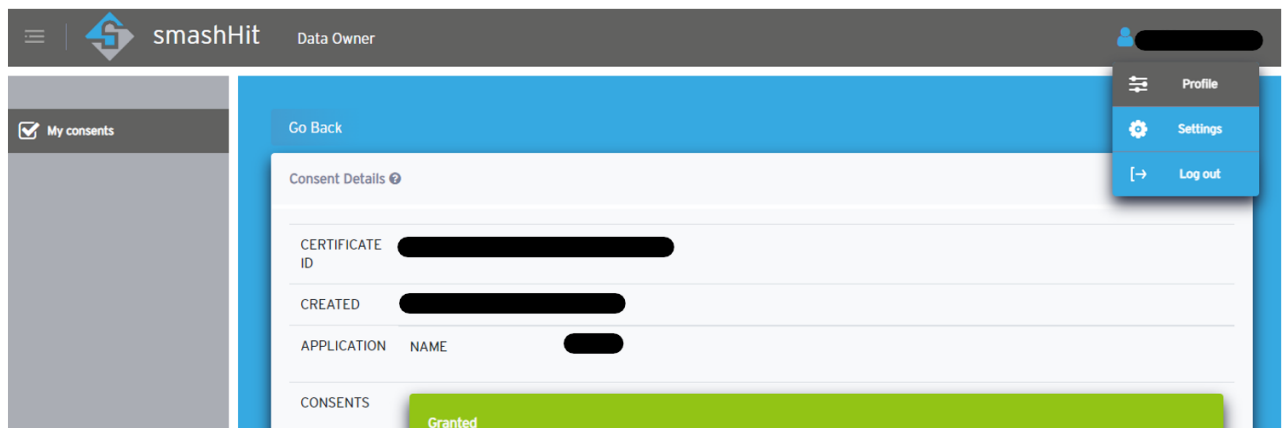 smashHit Data Owner
Profile
My consents
Go Back
Settings
Consent Details
Log out
CERTIFICATE
ID
CREATED
APPLICATION NAME
CONSENTS
Granted